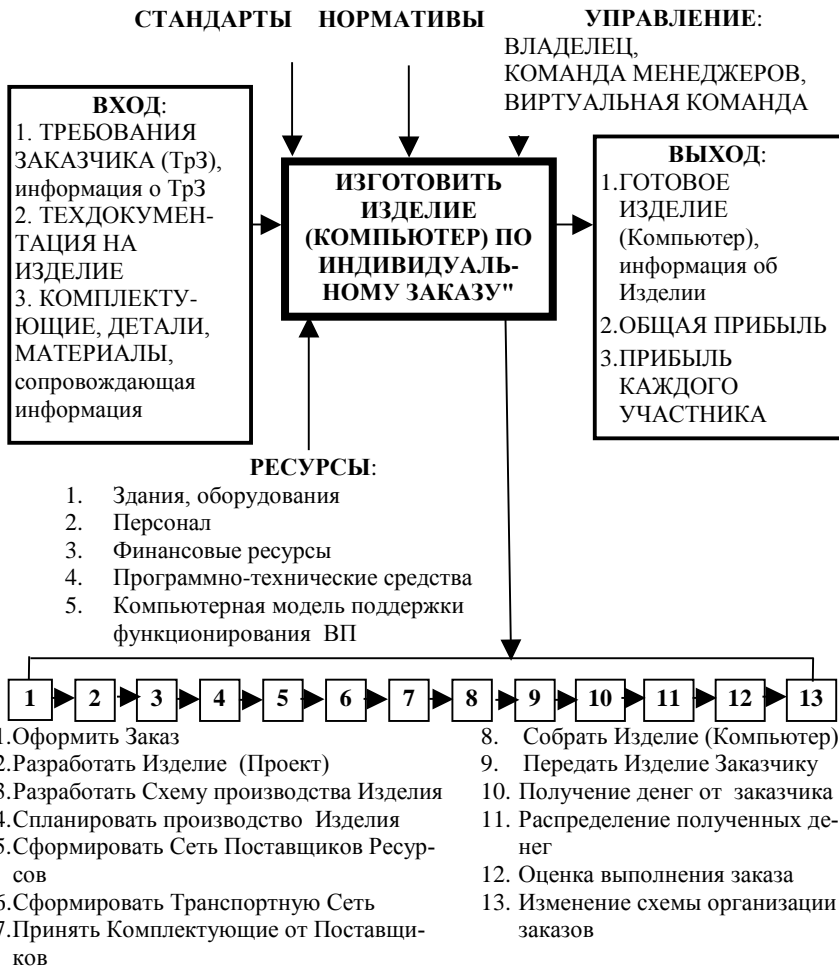 СТАНДАРТЫ НОРМАТИВЫ
УПРАВЛЕНИЕ:
ВЛАДЕЛЕЦ,
КОМАНДА МЕНЕДЖЕРОВ,
ВИРТУАЛЬНАЯ КОМАНДА
ВХОД:
1. ТРЕБОВАНИЯ
ЗАКАЗЧИКА (ТрЗ),
информация о ТрЗ
2. ТЕХДОКУМЕН-
ТАЦИЯ НА
ИЗДЕЛИЕ
3. КОМПЛЕКТУ-
ЮЩИЕ, ДЕТАЛИ,
МАТЕРИАЛЫ,
сопровождающая
информация
ИЗГОТОВИТЬ
ИЗДЕЛИЕ
(КОМПЬЮТЕР) ПО
ИНДИВИДУАЛЬ-
НОМУ ЗАКАЗУ"
ВЫХОД:
1.ГОТОВОЕ
ИЗДЕЛИЕ
(Компьютер),
информация об
Изделии
2.ОБЩАЯ ПРИБЫЛЬ
3.ПРИБЫЛЬ
КАЖДОГО
УЧАСТНИКА
РЕСУРСЫ:
1. Здания, оборудования
2. Персонал
3. Финансовые ресурсы
4. Программно-технические средства
5. Компьютерная модель поддержки
функционирования ВП
1 2 3 4 5 6 7 8 9 10 11 12 13
1.Оформить Заказ
2.Разработать Изделие (Проект)
3.Разработать Схему производства Изделия
4.Спланировать производство Изделия
5.Сформировать Сеть Поставщиков Ресур-
сов
6.Сформировать Транспортную Сеть
7.Принять Комплектующие от Поставщи-
ков
8. Собрать Изделие (Компьютер)
9. Передать Изделие Заказчику
10. Получение денег от заказчика
11. Распределение полученных де-
нег
12. Оценка выполнения заказа
13. Изменение схемы организации
заказов